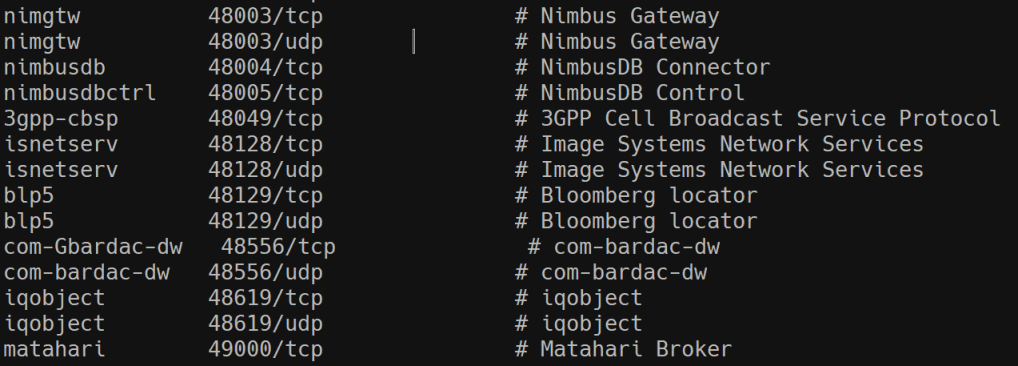 nimgtw          48003/tcp               # Nimbus Gateway
nimgtw          48003/udp               # Nimbus Gateway
nimbusdb        48004/tcp               # NimbusDB Connector
nimbusdbctrl    48005/tcp               # NimbusDB Control
3gpp-cbsp       48049/tcp               # 3GPP Cell Broadcast Service Protocol
isnetserv       48128/tcp               # Image Systems Network Services
isnetserv       48128/udp               # Image Systems Network Services
blp5            48129/tcp               # Bloomberg locator
blp5            48129/udp               # Bloomberg locator
com-Gbardac-dw   48556/tcp               # com-bardac-dw
com-bardac-dw   48556/udp               # com-bardac-dw
iqobject        48619/tcp               # iqobject
iqobject        48619/udp               # iqobject
matahari        49000/tcp               # Matahari Broker